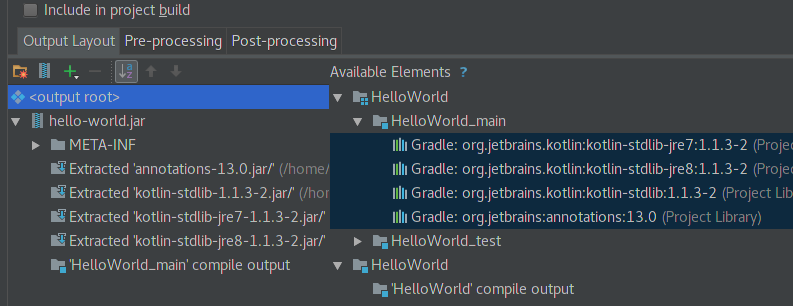 Include in project build
Output Layout Pre-processing Post-processing
Available Elements ?
<output root>
hello-world.jar
META-INF
Extracted 'annotations-13.0.jar/' (/home/
Extracted 'kotlin-stdlib-1.1.3-2.jar/' (/hor
Extracted 'kotlin-stdlib-jre7-1.1.3-2.jar/'
Extracted 'kotlin-stdlib-jre8-1.1.3-2.jar/'
'HelloWorld_main' compile output
HelloWorld
HelloWorld_main
Gradle: org.jetbrains.kotlin:kotlin-stdlib-jre7:1.1.3-2 (Projec
Gradle: org.jetbrains.kotlin:kotlin-stdlib-jre8:1.1.3-2 (Projec
Gradle: org.jetbrains.kotlin:kotlin-stdlib:1.1.3-2 (Project Lib
Gradle: org.jetbrains:annotations:13.0 (Project Library)
HelloWorld_test
HelloWorld
'HelloWorld' compile output